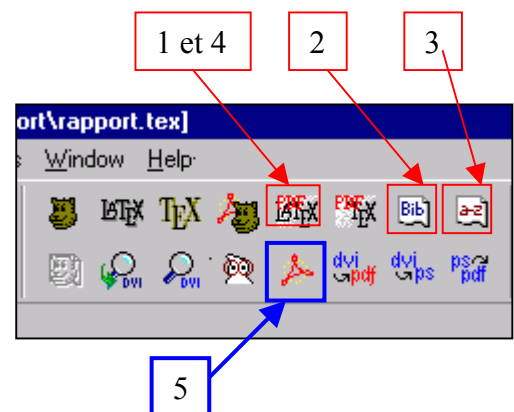 1 et 4
2
3
ort\rapport.tex]
s Window Help
LATEX TEX PDF LATEX PDF TEX Bib a-z
DVI DVI dvi pdf dvi ps ps pdf
5